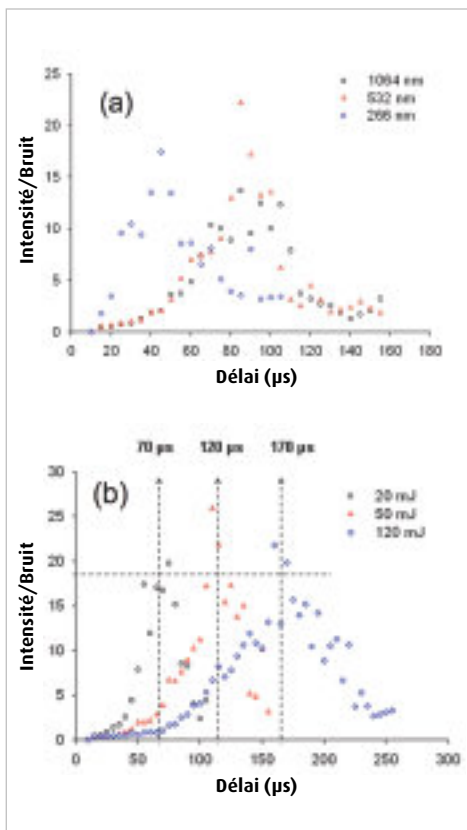 (a)
1064 nm
532 nm
266 nm
Intensité/Bruit
25
20
15
10
5
0
0 20 40 60 80 100 120 140 160 180
Délai (µs)
70 µs 120 µs 170 µs
(b)
20 mJ
50 mJ
120 mJ
Intensité/Bruit
30
25
20
15
10
5
0
0 50 100 150 200 250 300
Délai (µs)